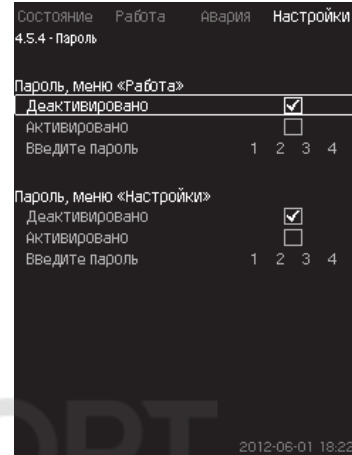 Состояние Работа Авария Настройки
4.5.4 - Пароль
Пароль, меню «Работа»
Деактивировано
Активировано
Введите пароль 1 2 3 4
Пароль, меню «Настройки»
Деактивировано
Активировано
Введите пароль 1 2 3 4
2012-06-01 18:22